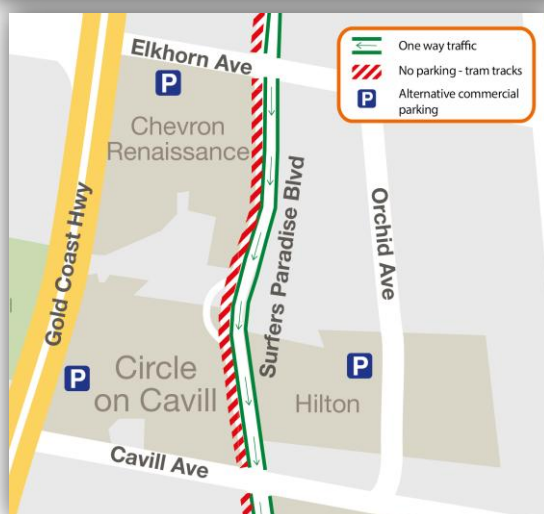 One way traffic
No parking - tram tracks
P
Alternative commercial
parking
Elkhorn Ave
P
Chevron
Renaissance
Gold Coast Hwy
Surfers Paradise Blvd
Orchid Ave
P
Circle
on Cavill
P
Hilton
Cavill Ave